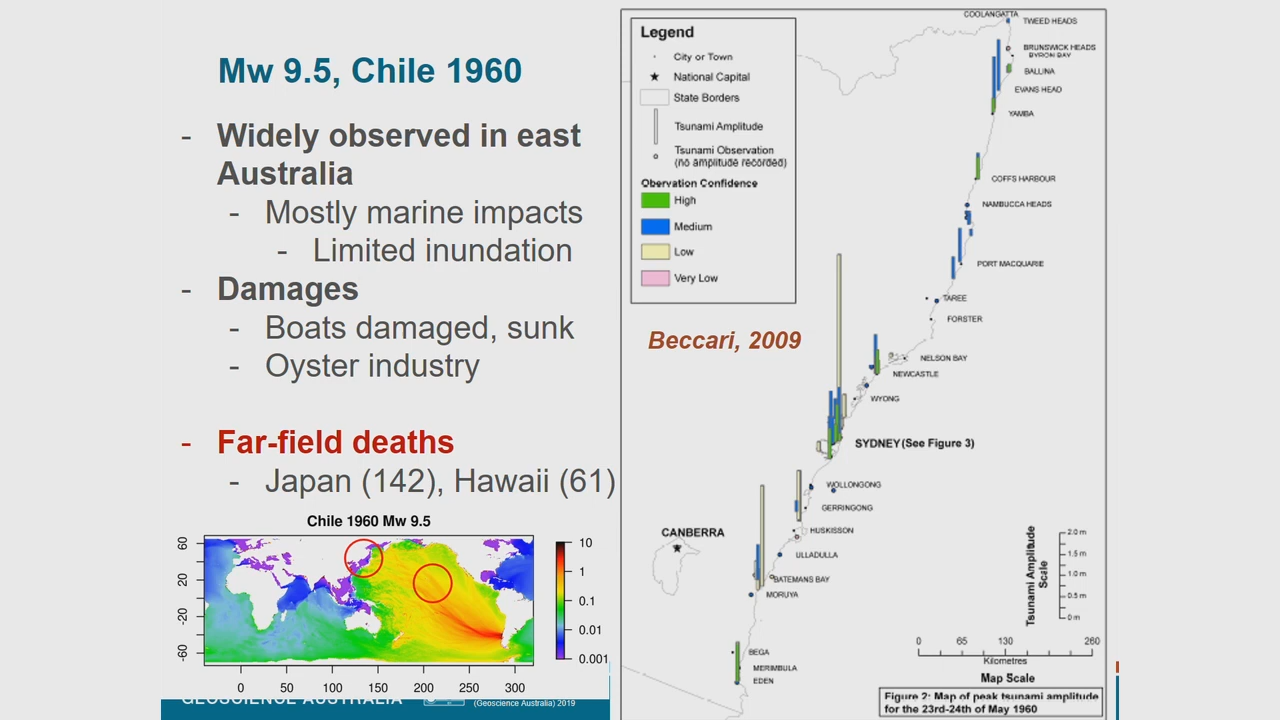 Mw 9.5, Chile 1960
- Widely observed in east
Australia
- Mostly marine impacts
- Limited inundation
- Damages
- Boats damaged, sunk
- Oyster industry
- Far-field deaths
- Japan (142), Hawaii (61)
Chile 1960 Mw 9.5
60
20
-20
-60
0 50 100 150 200 250 300
10
1
0.1
0.01
0.001
GEOSCIENCE AUSTRALIA
(Geoscience Australia) 2019
Legend
City or Town
National Capital
State Borders
Tsunami Amplitude
Tsunami Observation
(no amplitude recorded)
Obervation Confidence
High
Medium
Low
Very Low
Beccari, 2009
COOLANGATTA
TWEED HEADS
BRUNSWICK HEADS
BYRON BAY
BALLINA
EVANS HEAD
YAMBA
COFFS HARBOUR
NAMBUCCA HEADS
PORT MACQUARIE
TAREE
FORSTER
NELSON BAY
NEWCASTLE
WYONG
SYDNEY (See Figure 3)
WOLLONGONG
GERRINGONG
HUSKISSON
CANBERRA
ULLADULLA
BATEMANS BAY
MORUYA
BEGA
MERIMBULA
EDEN
Tsunami Amplitude
Scale
2.0 m
1.5 m
1.0 m
0.5 m
0 m
0 65 130 260
Kilometres
Map Scale
Figure 2: Map of peak tsunami amplitude
for the 23rd-24th of May 1960